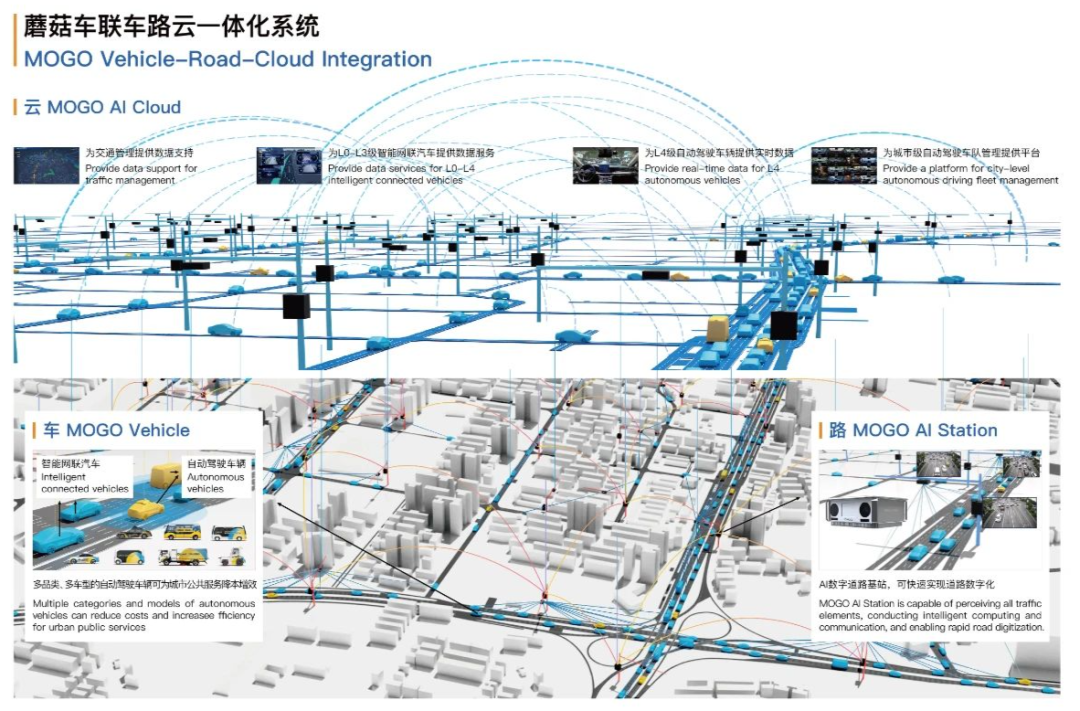 蘑菇车联车路云一体化系统
MOGO Vehicle-Road-Cloud Integration
云 MOGO AI Cloud
为交通管理提供数据支持
Provide data support for
traffic management
为L0-L3级智能网联汽车提供数据服务
Provide data services for L0-L4
intelligent connected vehicles
为L4级自动驾驶车辆提供实时数据
Provide real-time data for L4
autonomous vehicles
为城市级自动驾驶车队管理提供平台
Provide a platform for city-level
autonomous driving fleet management
车 MOGO Vehicle
智能网联汽车
Intelligent
connected vehicles
自动驾驶车辆
Autonomous
vehicles
多品类、多车型的自动驾驶车辆可为城市公共服务降本增效
Multiple categories and models of autonomous
vehicles can reduce costs and increasee fficiency
for urban public services
路 MOGO AI Station
AI数字道路基站，可快速实现道路数字化
MOGO AI Station is capable of perceiving all traffic
elements, conducting intelligent computing and
communication, and enabling rapid road digitization.